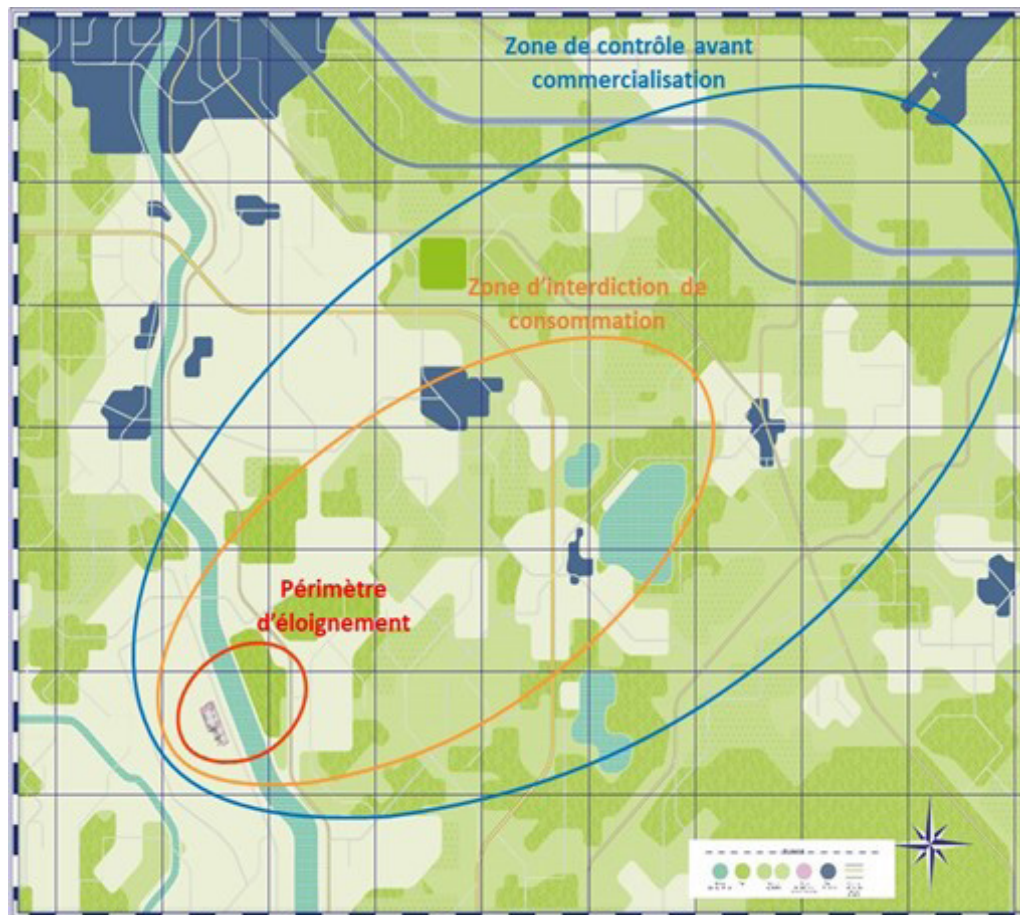 Zone de contrôle avant
commercialisation
Zone d'interdiction de
consommation
Périmètre
d'éloignement